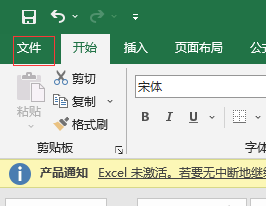 文件 开始 插入 页面布局
剪切
宋体
复制
粘贴
格式刷
B I U
剪贴板
字体
产品通知 Excel 未激活。若要无中断地继续